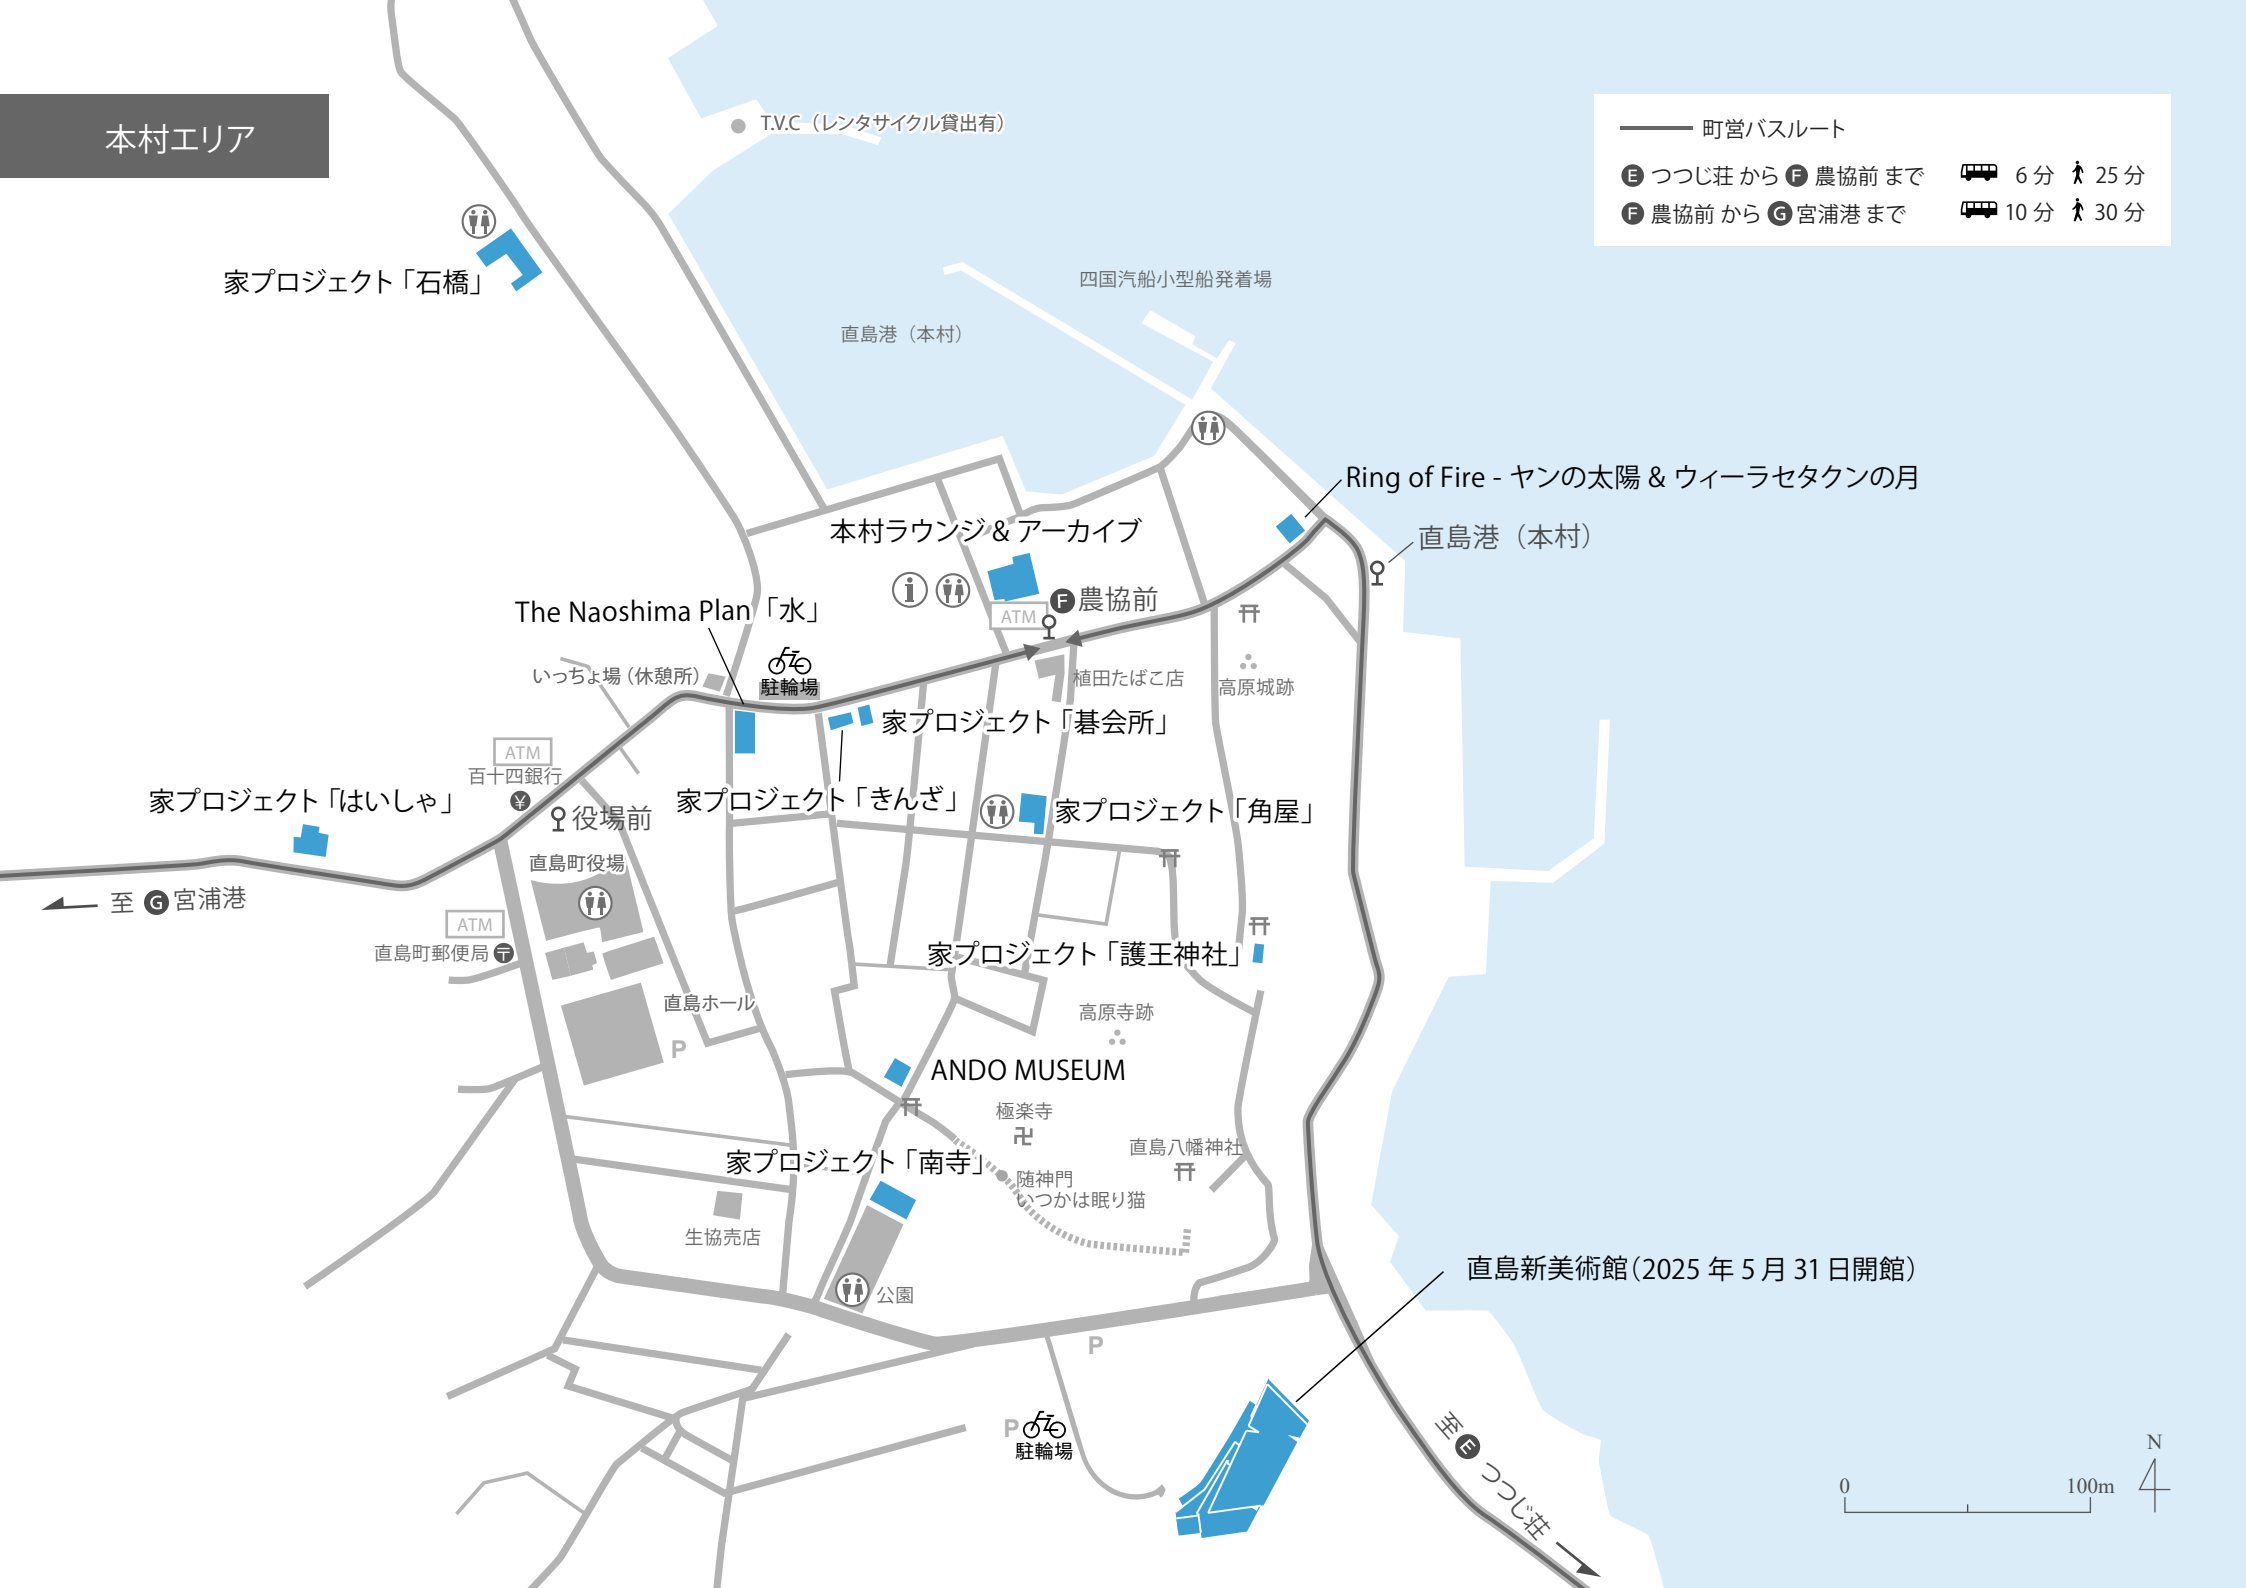 本村エリア
T.V.C（レンタサイクル貸出有）
町営バスルート
E つつじ荘 から F 農協前 まで 6 分 25 分
F 農協前 から G 宮浦港 まで 10 分 30 分
家プロジェクト「石橋」
四国汽船小型船発着場
直島港（本村）
Ring of Fire - ヤンの太陽 & ウィーラセタクンの月
直島港（本村）
本村ラウンジ & アーカイブ
F 農協前
ATM
The Naoshima Plan「水」
駐輪場
いっちょ場（休憩所）
植田たばこ店
高原城跡
家プロジェクト「碁会所」
ATM
百十四銀行
¥
家プロジェクト「はいしゃ」
役場前
家プロジェクト「きんざ」
家プロジェクト「角屋」
直島町役場
至 G 宮浦港
ATM
直島町郵便局 〒
家プロジェクト「護王神社」
直島ホール
P
高原寺跡
ANDO MUSEUM
極楽寺
卍
直島八幡神社
家プロジェクト「南寺」
随神門
いつかは眠り猫
生協売店
公園
直島新美術館（2025 年 5 月 31 日開館）
P
P
駐輪場
至 E つつじ荘
0 100m
N